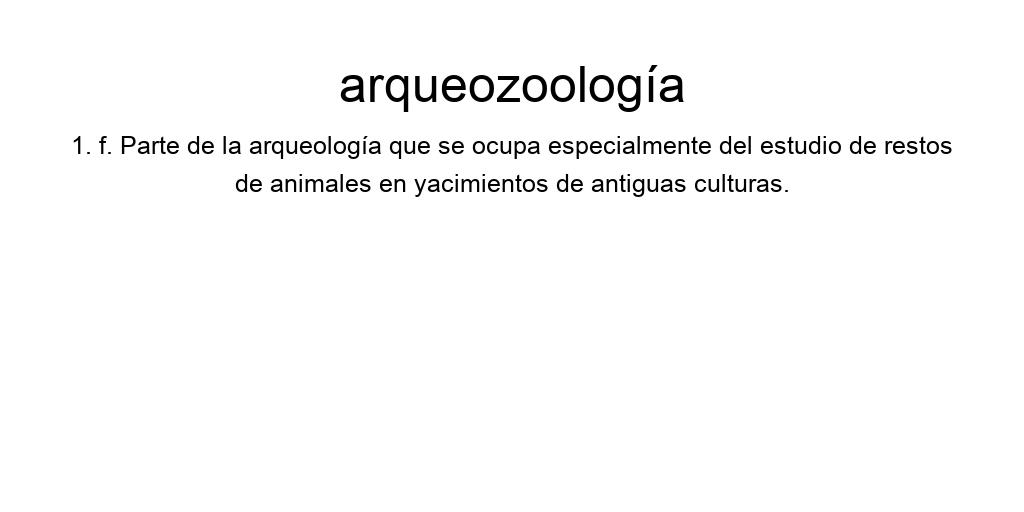 arqueozoología
1. f. Parte de la arqueología que se ocupa especialmente del estudio de restos
de animales en yacimientos de antiguas culturas.